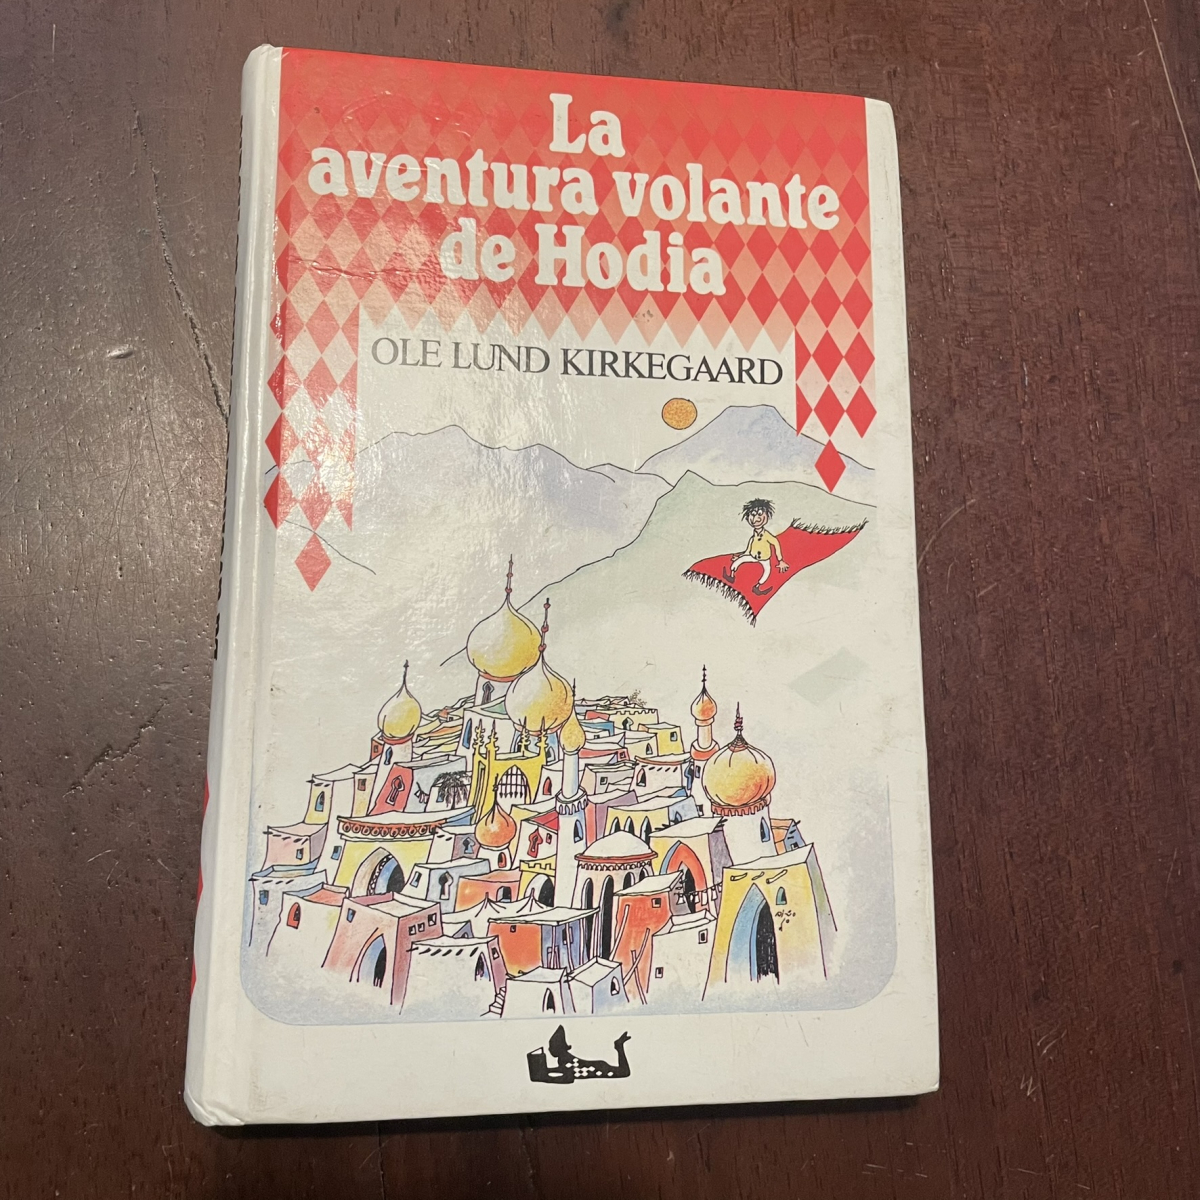 La
aventura volante
de Hodia
OLE LUND KIRKEGAARD